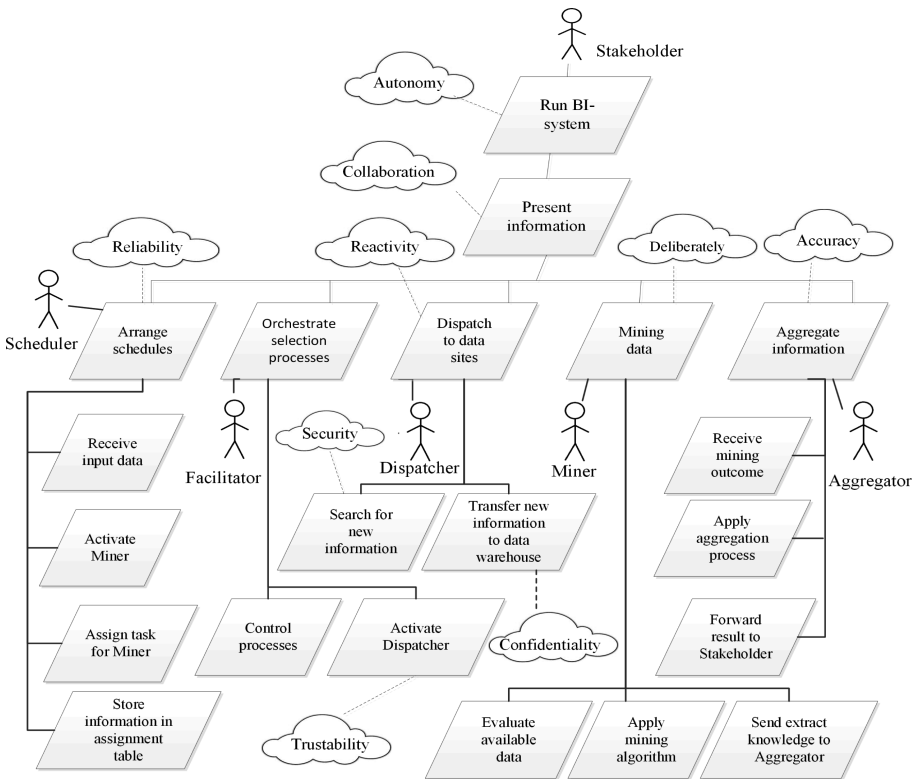 Stakeholder
Autonomy
Run BI-
system
Collaboration
Present
information
Reliability
Reactivity
Deliberately
Accuracy
Scheduler
Arrange
schedules
Orchestrate
selection
processes
Dispatch
to data
sites
Mining
data
Aggregate
information
Facilitator
Security
Dispatcher
Miner
Aggregator
Receive
input data
Activate
Miner
Assign task
for Miner
Store
information in
assignment
table
Search for
new
information
Transfer new
information
to data
warehouse
Receive
mining
outcome
Apply
aggregation
process
Forward
result to
Stakeholder
Control
processes
Activate
Dispatcher
Confidentiality
Trustability
Evaluate
available
data
Apply
mining
algorithm
Send extract
knowledge to
Aggregator